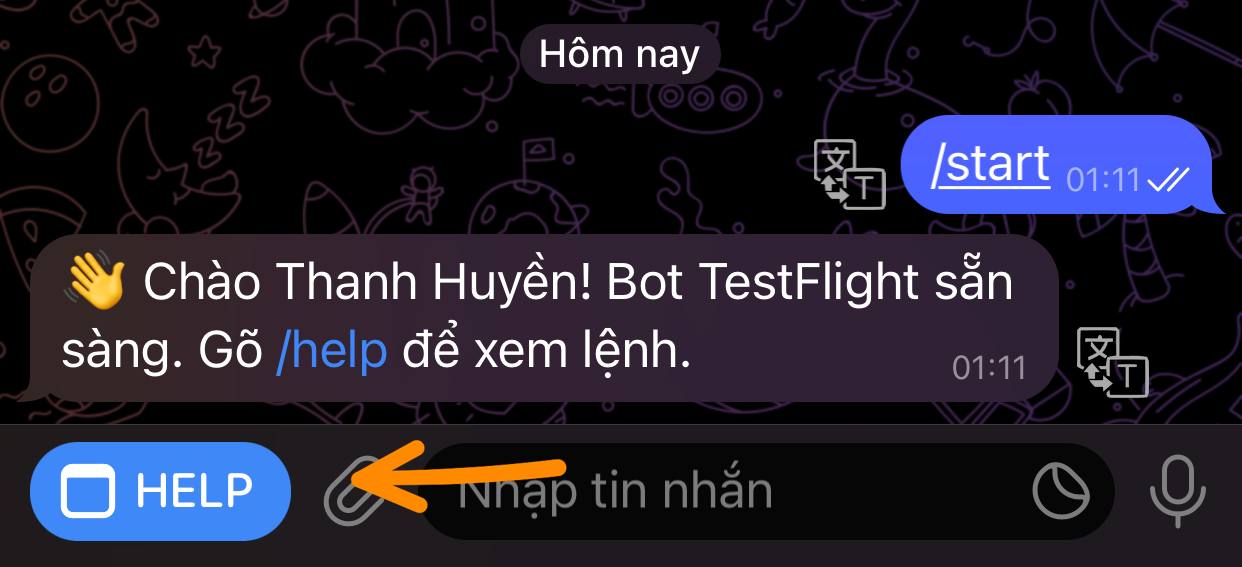 Hôm nay
/start 01:11
👋 Chào Thanh Huyền! Bot TestFlight sẵn
sàng. Gõ /help để xem lệnh. 01:11
HELP Nhập tin nhắn